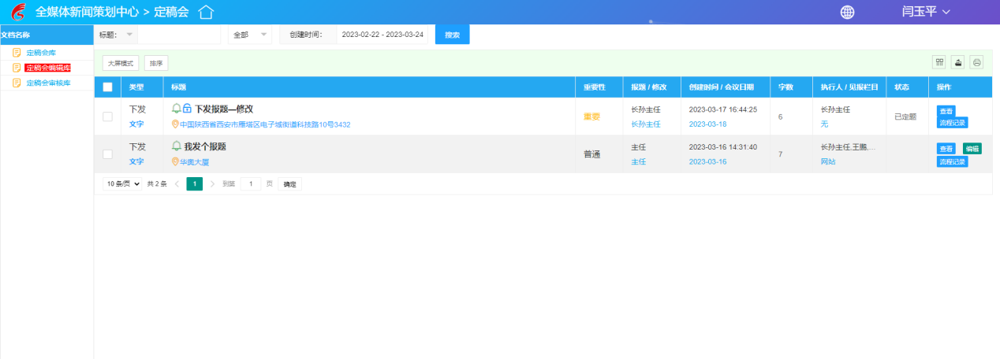 全媒体新闻策划中心 > 定稿会
闫玉平
文档名称
定稿会库
定稿会编辑库
定稿会审核库
标题: 全部 创建时间: 2023-02-22 - 2023-03-24 搜索
大屏模式 排序
类型 标题 重要性 报题 / 修改 创建时间 / 会议日期 字数 执行人 / 见报栏目 状态 操作
下发 下发报题—修改 重要 长孙主任 2023-03-17 16:44:25 6 长孙主任 已定题 查看
文字 中国陕西省西安市雁塔区电子城街道科技路10号3432 长孙主任 2023-03-18 无 流程记录
下发 我发个报题 普通 主任 2023-03-16 14:31:40 7 长孙主任,王鹏,... 查看 编辑
文字 华奥大厦 主任 2023-03-16 网站 流程记录
10 条/页 共 2 条 1 到第 1 页 确定